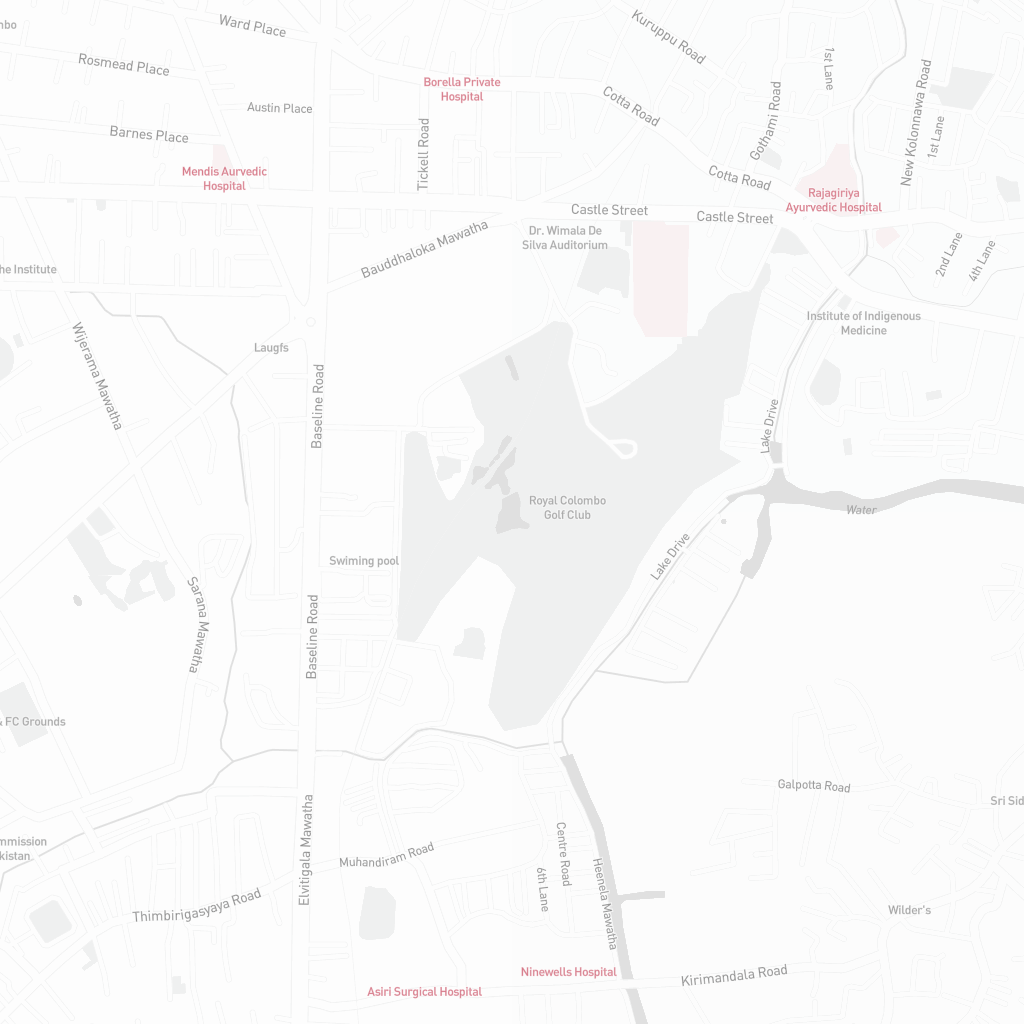 Ward Place
Kuruppu Road
mbo
1st Lane
Rosmead Place
Borella Private
Hospital
New Kolonnawa Road
Cotta Road
Gothami Road
Austin Place
Barnes Place
Tickell Road
1st Lane
Mendis Aurvedic
Hospital
Cotta Road
Rajagiriya
Ayurvedic Hospital
Castle Street
Castle Street
Bauddhaloka Mawatha
Dr. Wimala De
Silva Auditorium
2nd Lane
4th Lane
he Institute
Institute of Indigenous
Medicine
Wijerama Mawatha
Laugfs
Baseline Road
Lake Drive
Royal Colombo
Golf Club
Water
Swiming pool
Lake Drive
Sarana Mawatha
Baseline Road
& FC Grounds
Galpotta Road
Sri Sid
mmission
kistan
Elvitigala Mawatha
Muhandiram Road
Centre Road
6th Lane
Heenela Mawatha
Thimbirigasyaya Road
Wilder's
Ninewells Hospital
Kirimandala Road
Asiri Surgical Hospital